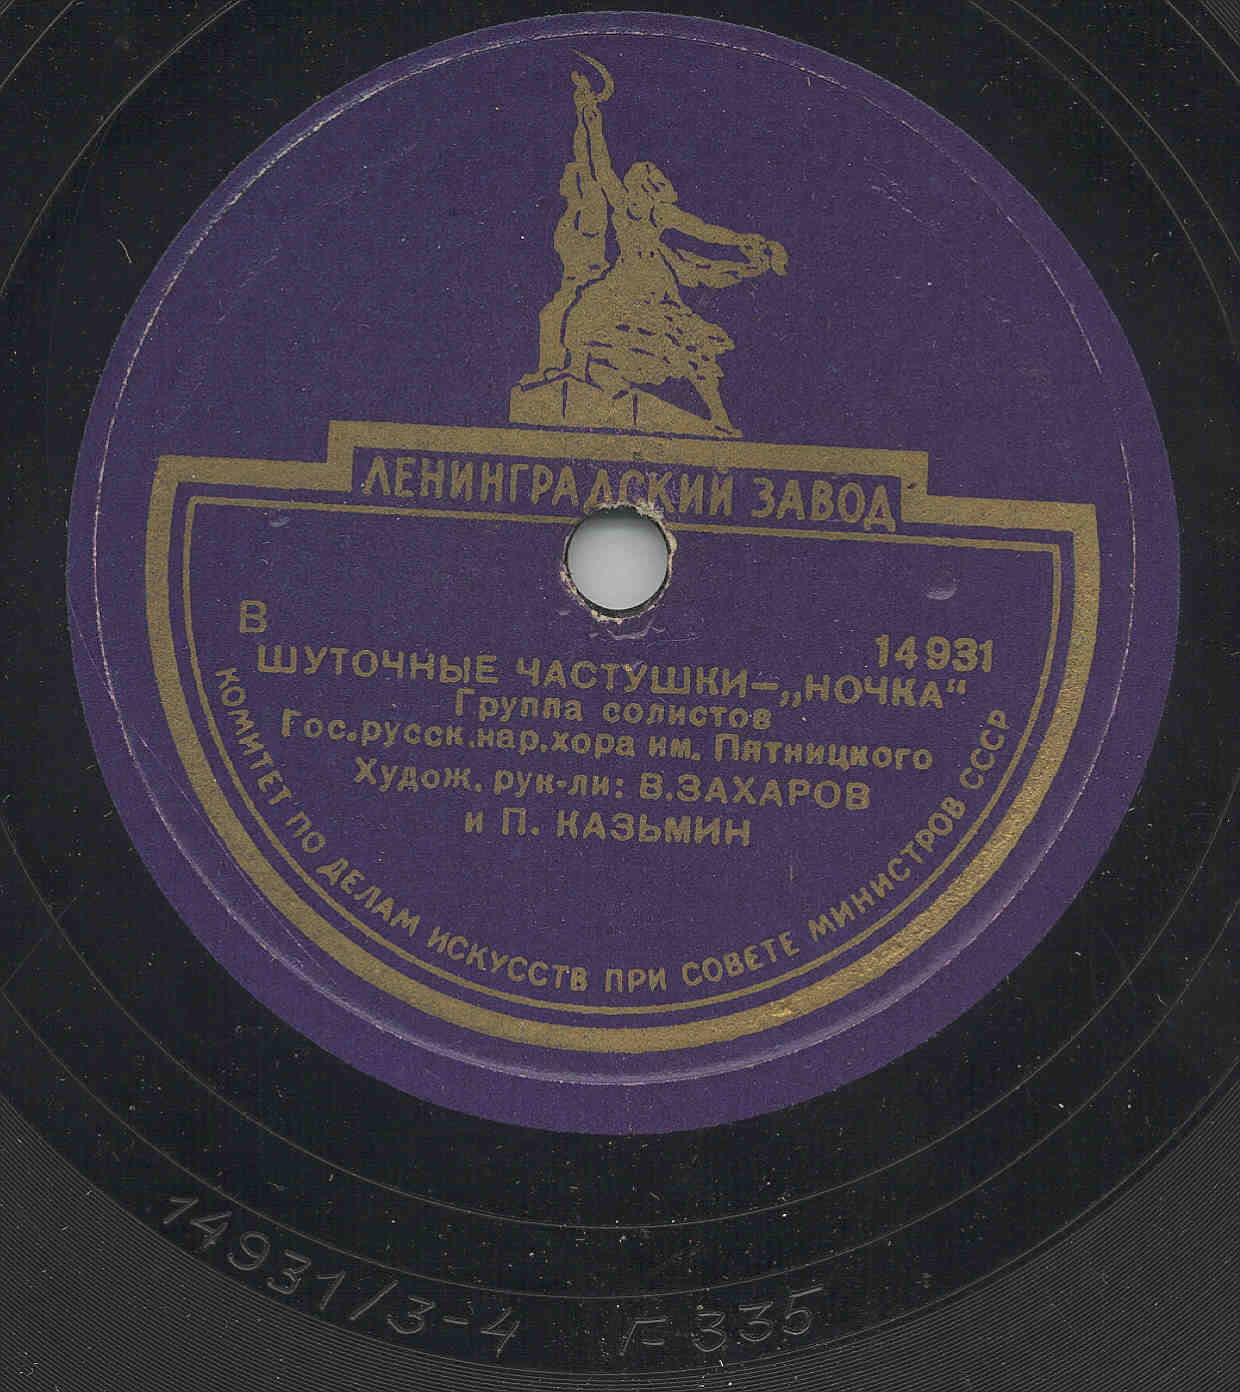 ЛЕНИНГРАДСКИЙ ЗАВОД
В
14931
ШУТОЧНЫЕ ЧАСТУШКИ–„НОЧКА“
Группа солистов
Гос.русск.нар.хора им. Пятницкого
Худож. рук-ли: В.ЗАХАРОВ
и П. КАЗЬМИН
КОМИТЕТ ПО ДЕЛАМ ИСКУССТВ ПРИ СОВЕТЕ МИНИСТРОВ СССР
14931/3-4 F 335